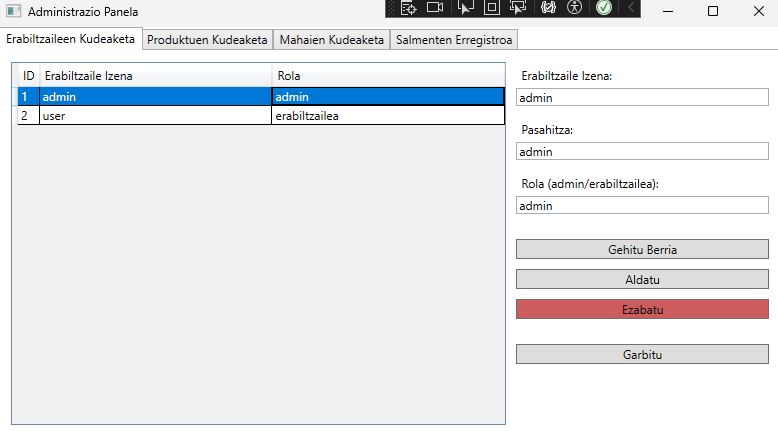 Administrazio Panela
Erabiltzaileen Kudeaketa Produktuen Kudeaketa Mahaien Kudeaketa Salmenten Erregistroa
ID Erabiltzaile Izena Rola
1 admin admin
2 user erabiltzailea
Erabiltzaile Izena:
admin
Pasahitza:
admin
Rola (admin/erabiltzailea):
admin
Gehitu Berria
Aldatu
Ezabatu
Garbitu